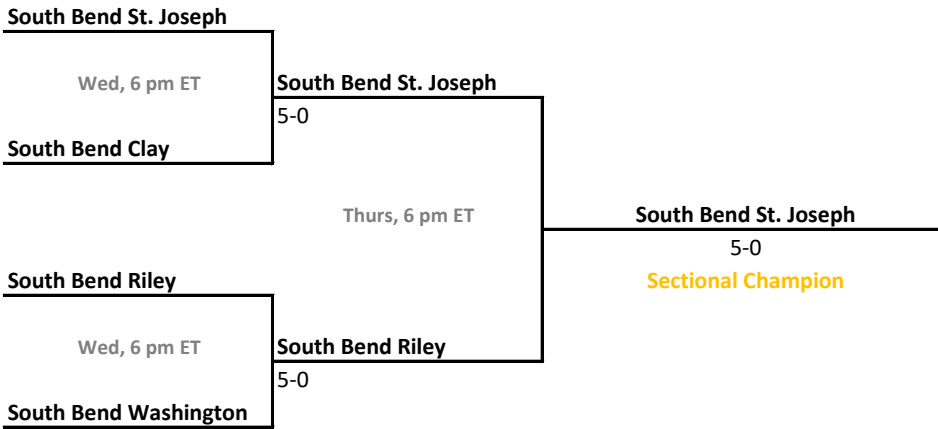 South Bend St. Joseph
Wed, 6 pm ET
South Bend St. Joseph
5-0
South Bend Clay
Thurs, 6 pm ET
South Bend St. Joseph
5-0
Sectional Champion
South Bend Riley
Wed, 6 pm ET
South Bend Riley
5-0
South Bend Washington